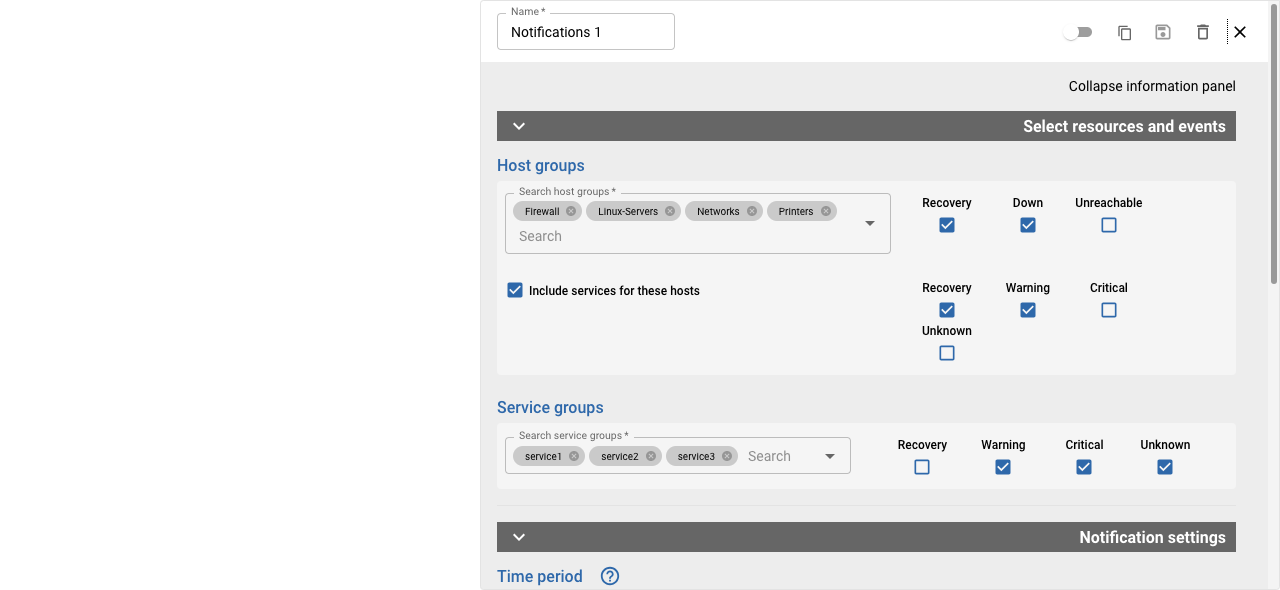 Name *
Notifications 1
Collapse information panel
Select resources and events
Host groups
Search host groups *
Firewall Linux-Servers Networks Printers
Search
Recovery Down Unreachable
Include services for these hosts
Recovery Warning Critical
Unknown
Service groups
Search service groups *
service1 service2 service3 Search
Recovery Warning Critical Unknown
Notification settings
Time period